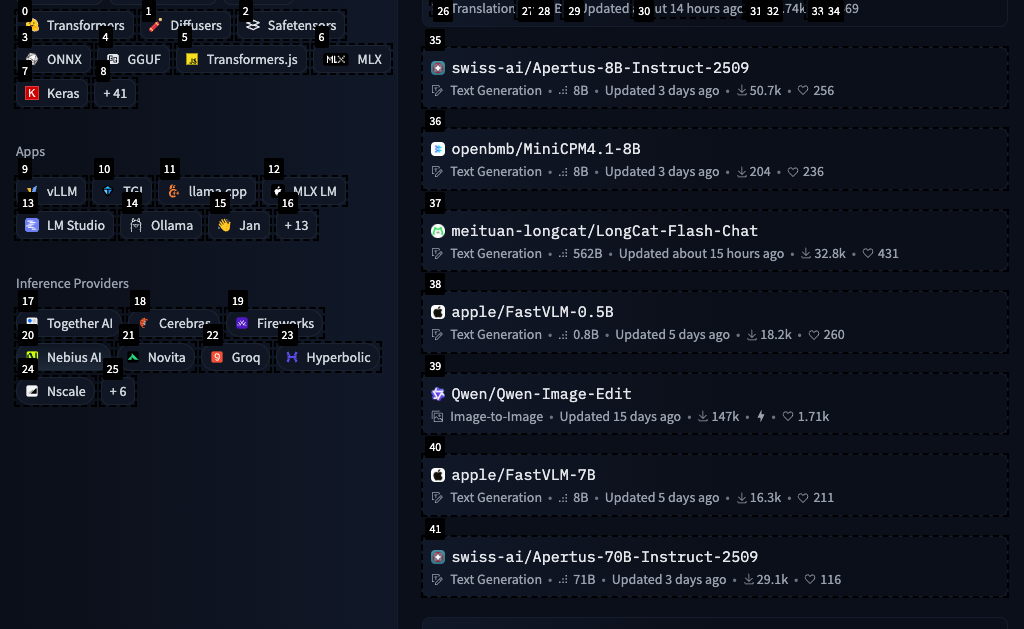 0 Transformers 1 Diffusers 2 Safetensors
3 ONNX 4 GGUF 5 Transformers.js 6 MLX MLX
7 K Keras 8 + 41
Apps
9 vLLM 10 TGI 11 llama.cpp 12 MLX LM
13 LM Studio 14 Ollama 15 Jan 16 + 13
Inference Providers
17 Together AI 18 Cerebras 19 Fireworks
20 Nebius AI 21 Novita 22 Groq 23 Hyperbolic
24 Nscale 25 + 6
26 Translation 27 28 29 Updated 30 ut 14 hours ago 31 32 .74k 33 34 69
35
swiss-ai/Apertus-8B-Instruct-2509
Text Generation • 8B • Updated 3 days ago • 50.7k • 256
36
openbmb/MiniCPM4.1-8B
Text Generation • 8B • Updated 3 days ago • 204 • 236
37
meituan-longcat/LongCat-Flash-Chat
Text Generation • 562B • Updated about 15 hours ago • 32.8k • 431
38
apple/FastVLM-0.5B
Text Generation • 0.8B • Updated 5 days ago • 18.2k • 260
39
Qwen/Qwen-Image-Edit
Image-to-Image • Updated 15 days ago • 147k • • 1.71k
40
apple/FastVLM-7B
Text Generation • 8B • Updated 5 days ago • 16.3k • 211
41
swiss-ai/Apertus-70B-Instruct-2509
Text Generation • 71B • Updated 3 days ago • 29.1k • 116